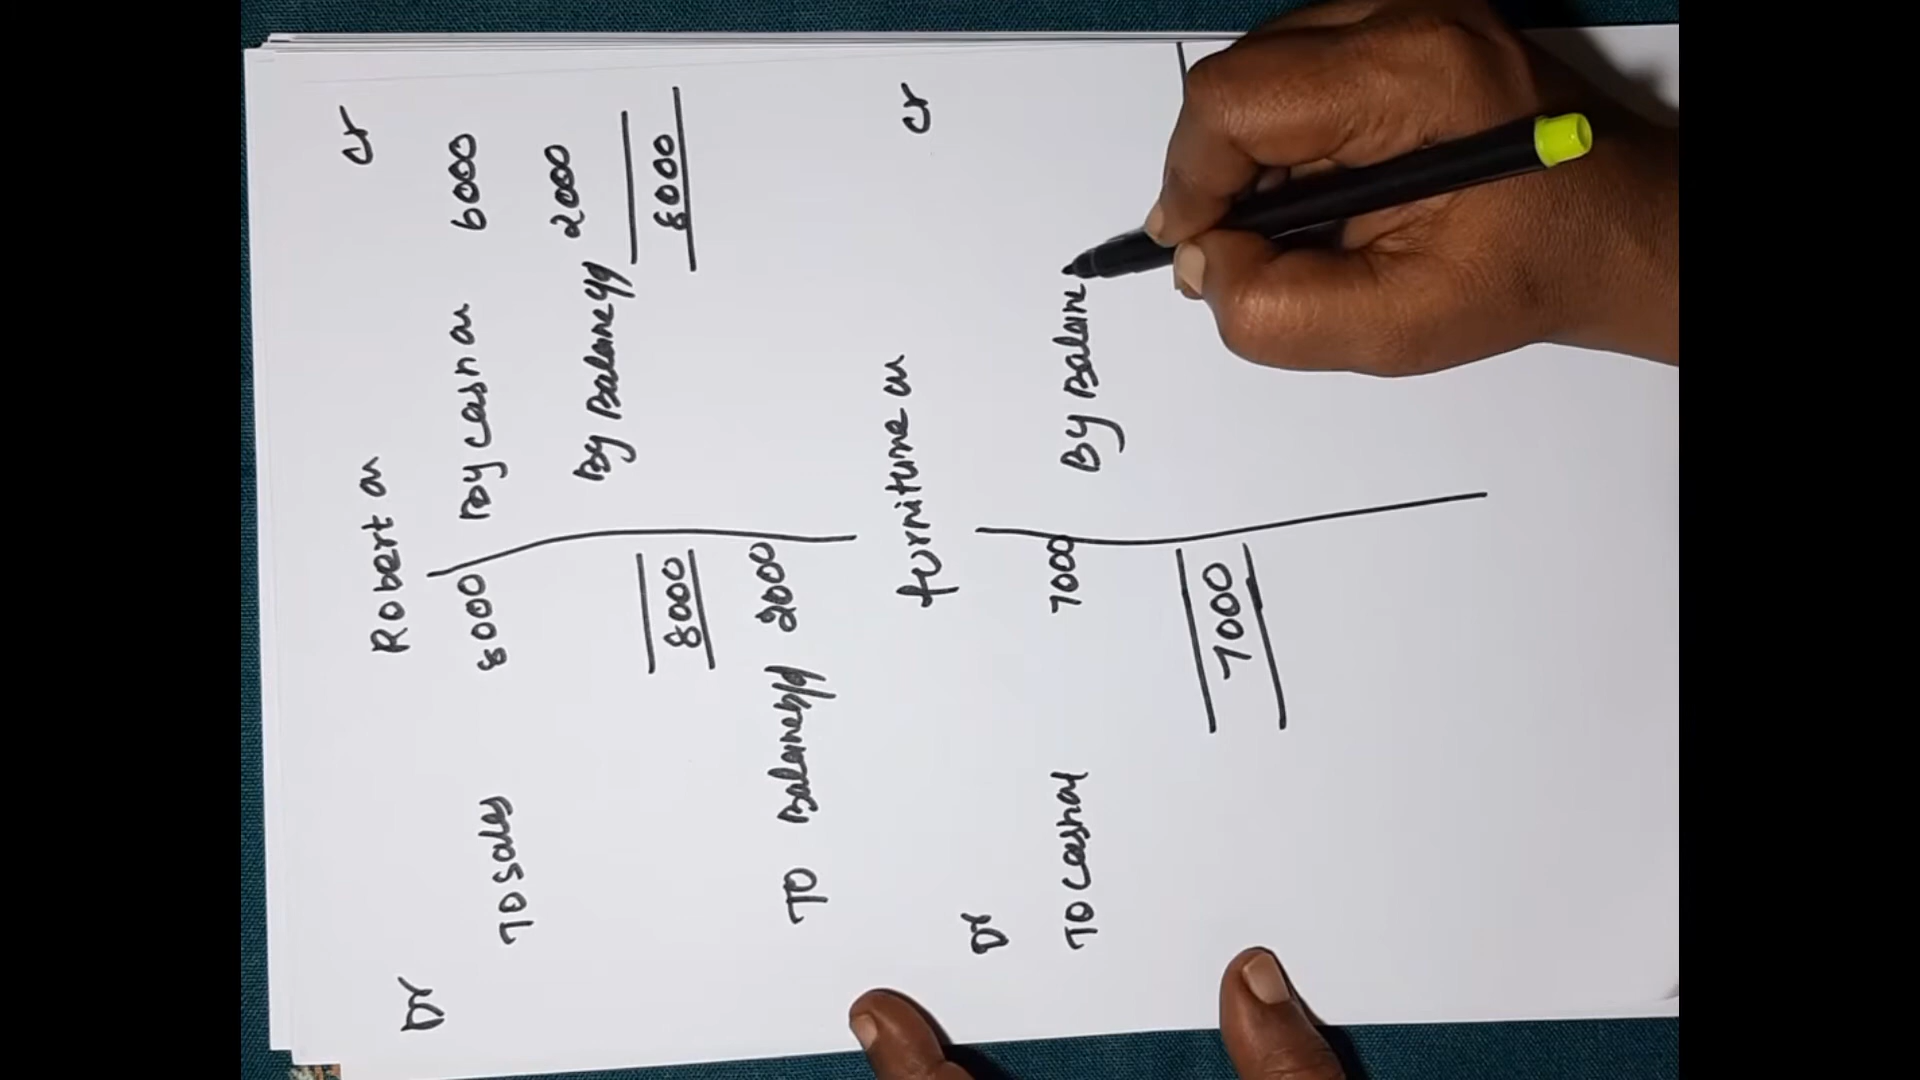 Robert a/c
Dr Cr
To Sales 8000 By cash a/c 6000
By Balance c/d 2000
8000 8000
To Balance b/d 2000
furniture a/c
Dr Cr
To Cash a/c 7000 By Balance
7000